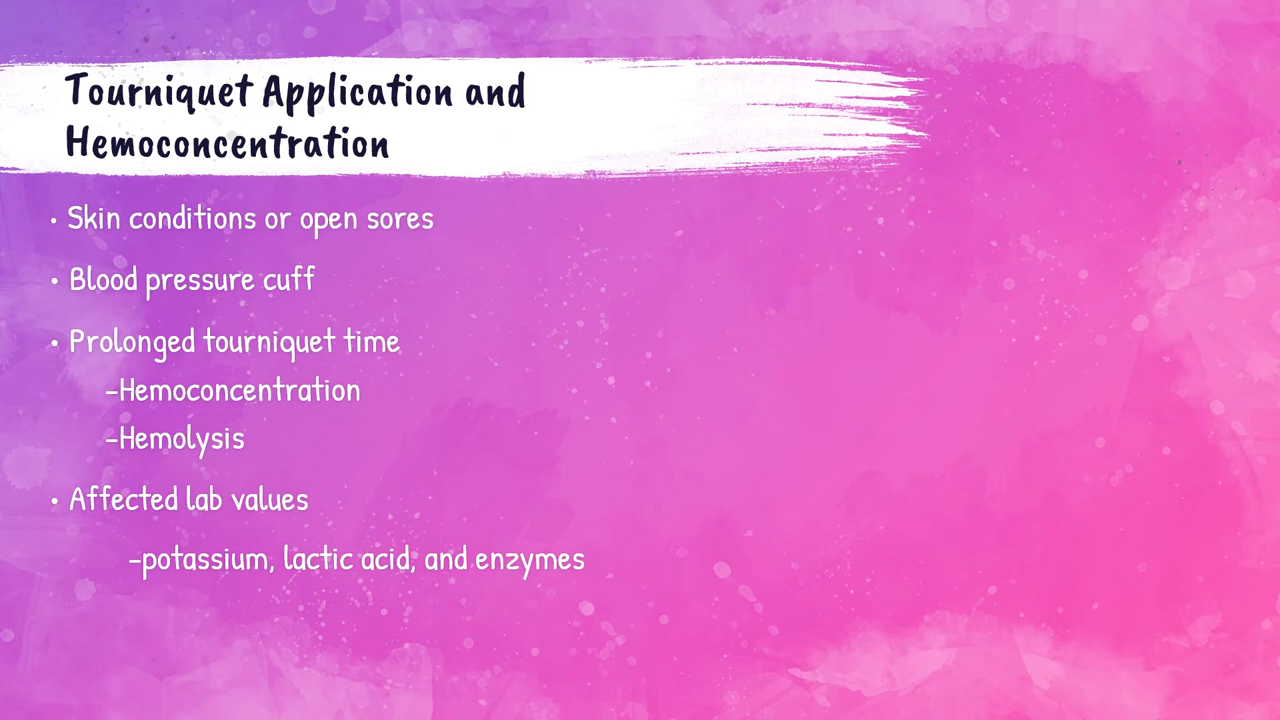 Tourniquet Application and
Hemoconcentration
• Skin conditions or open sores
• Blood pressure cuff
• Prolonged tourniquet time
-Hemoconcentration
-Hemolysis
• Affected lab values
-potassium, lactic acid, and enzymes